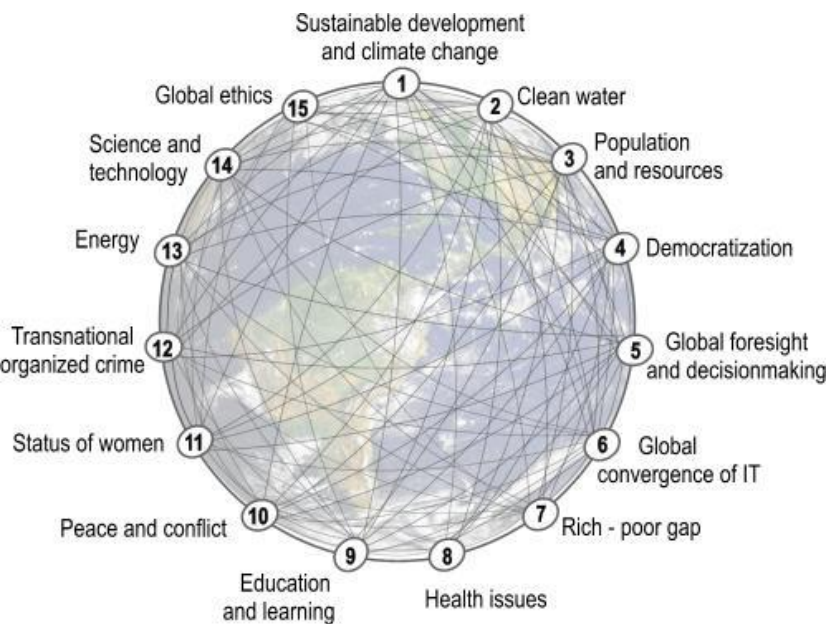 Sustainable development
and climate change
1
2
Clean water
3
Population
and resources
4
Democratization
5
Global foresight
and decisionmaking
6
Global
convergence of IT
7
Rich - poor gap
8
Health issues
9
Education
and learning
10
Peace and conflict
11
Status of women
12
Transnational
organized crime
13
Energy
14
Science and
technology
15
Global ethics